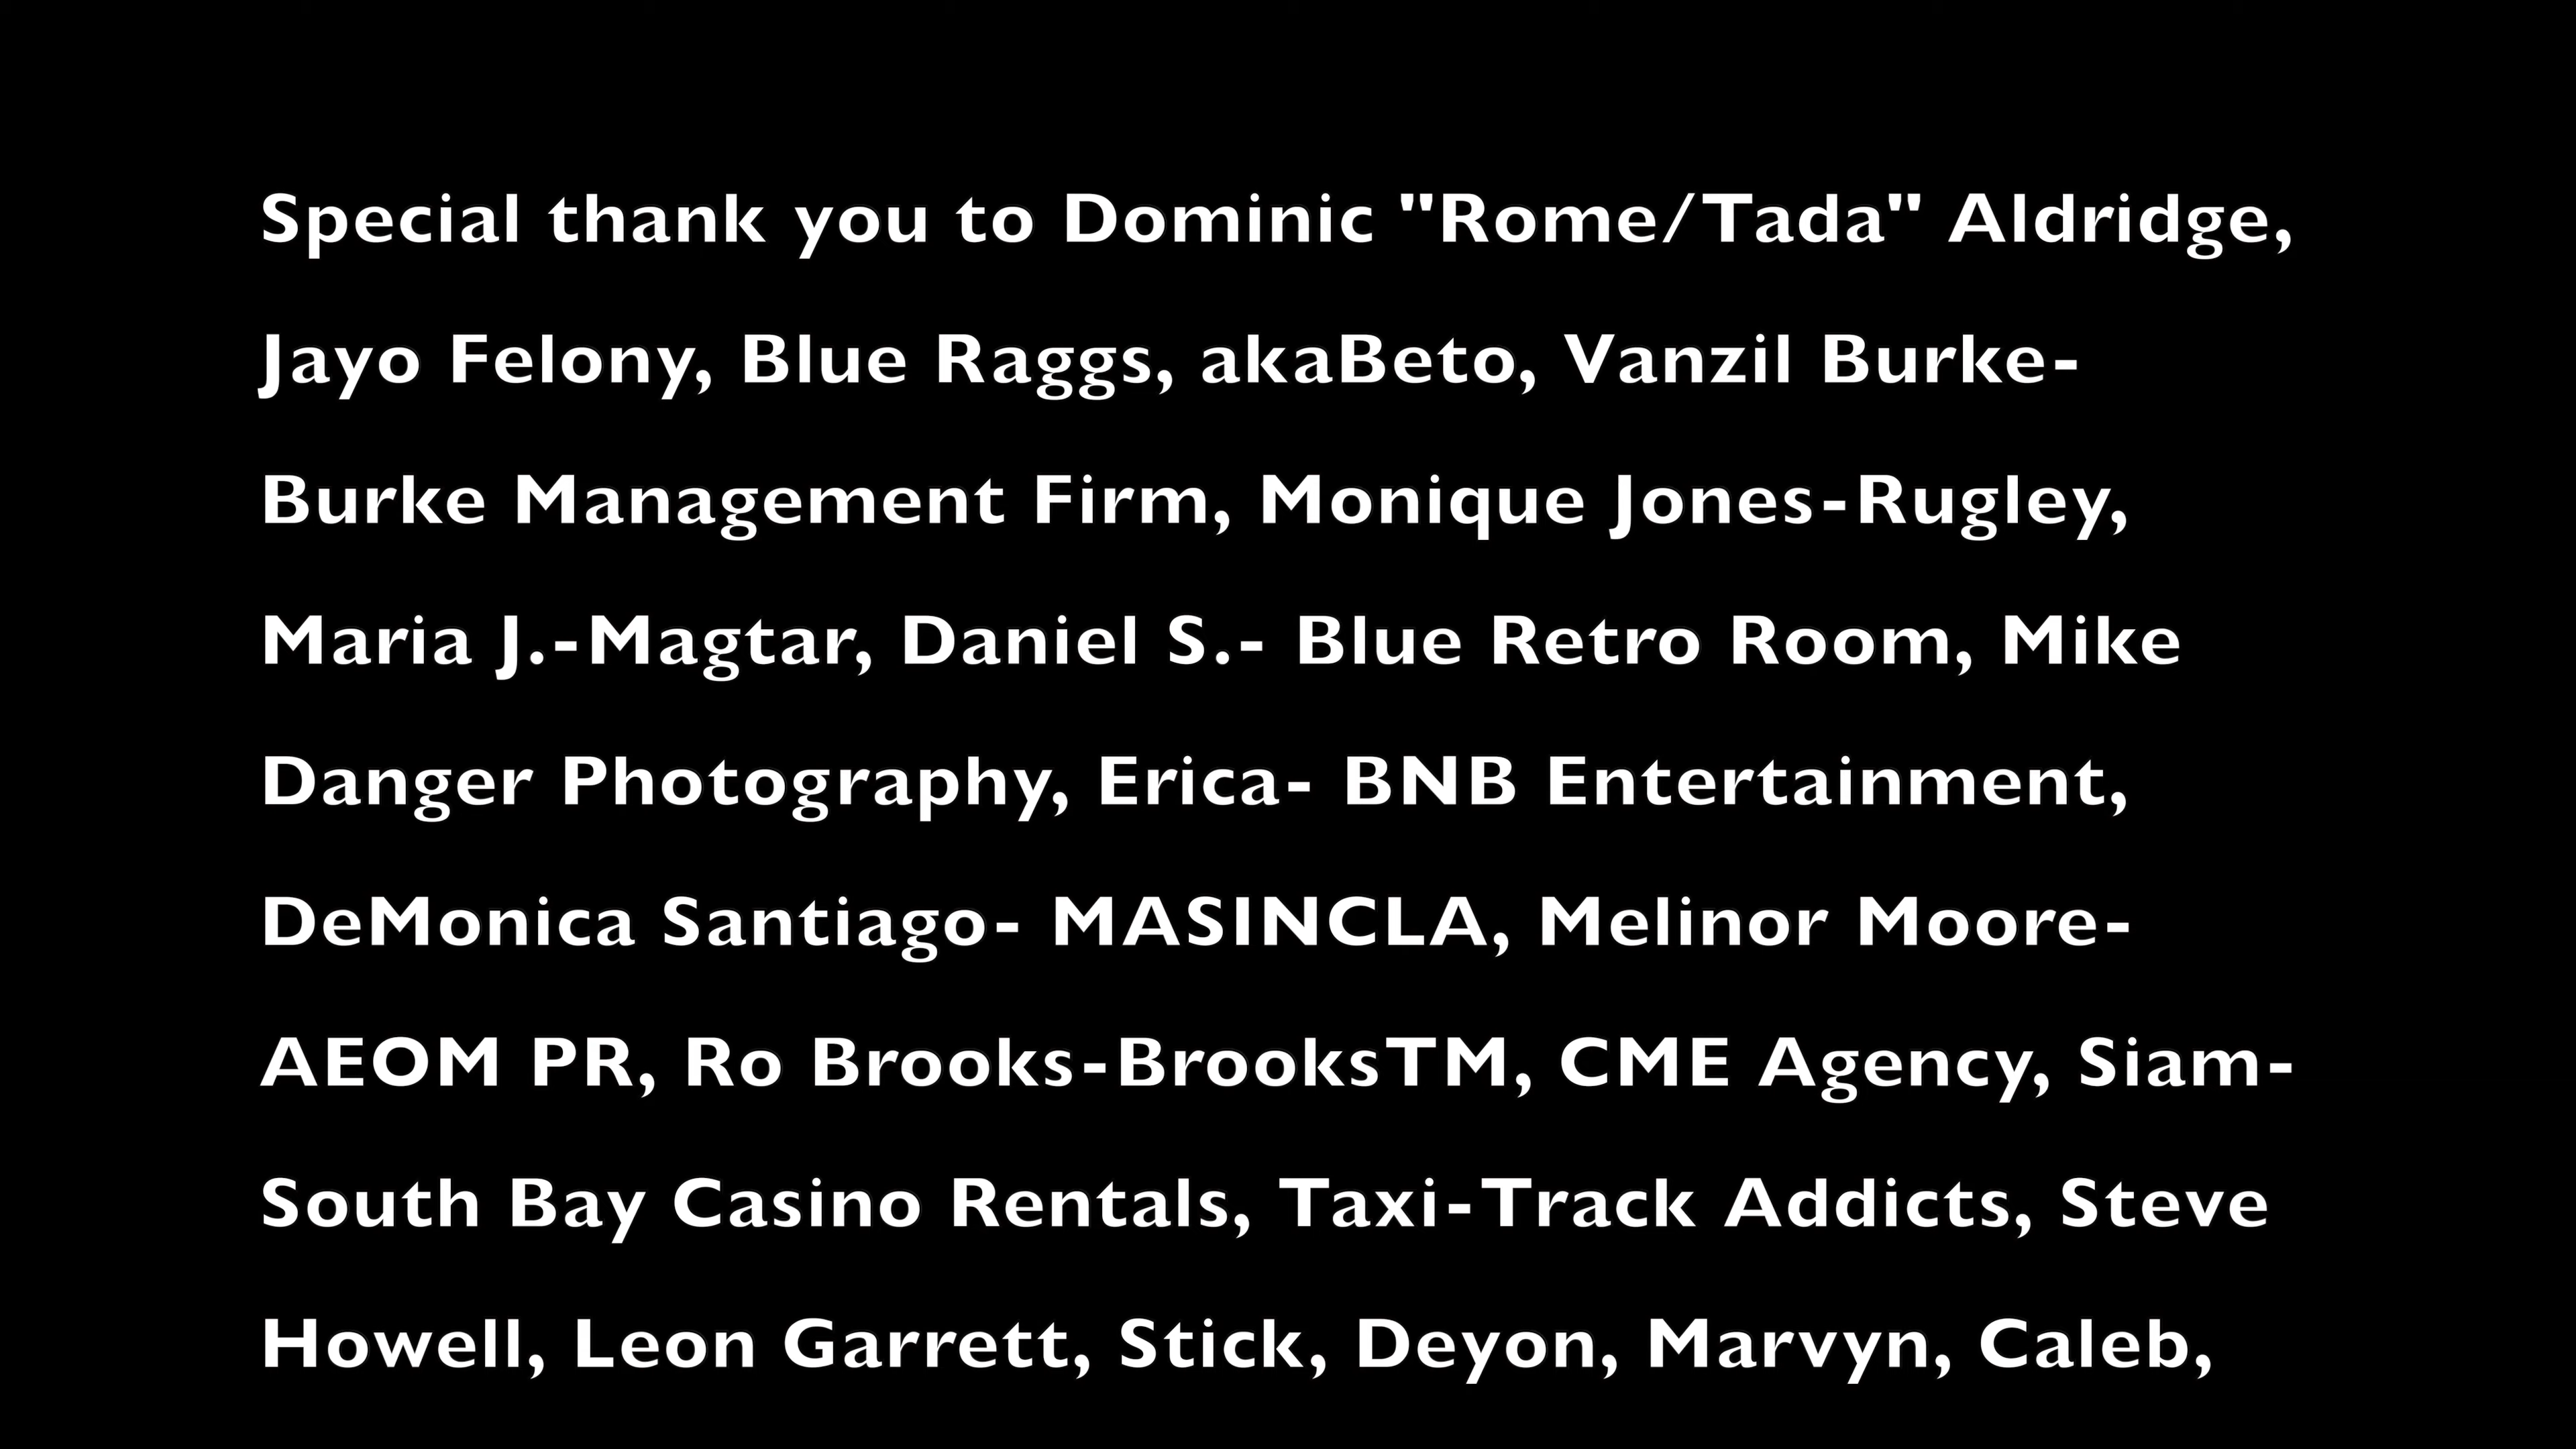 Special thank you to Dominic "Rome/Tada" Aldridge,
Jayo Felony, Blue Raggs, akaBeto, Vanzil Burke-
Burke Management Firm, Monique Jones-Rugley,
Maria J.-Magtar, Daniel S.- Blue Retro Room, Mike
Danger Photography, Erica- BNB Entertainment,
DeMonica Santiago- MASINCLA, Melinor Moore-
AEOM PR, Ro Brooks-BrooksTM, CME Agency, Siam-
South Bay Casino Rentals, Taxi-Track Addicts, Steve
Howell, Leon Garrett, Stick, Deyon, Marvyn, Caleb,